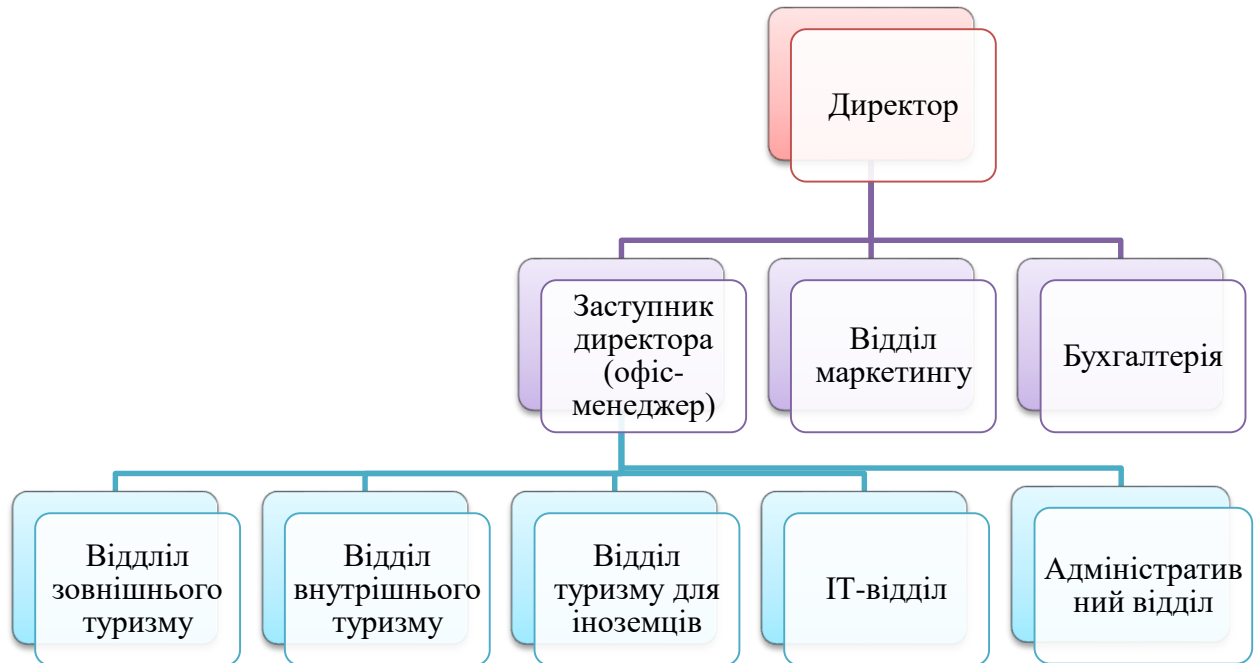 Директор
Заступник
директора
(офіс-
менеджер)
Відділ
маркетингу
Бухгалтерія
Віддліл
зовнішнього
туризму
Відділ
внутрішнього
туризму
Відділ
туризму для
іноземців
ІТ-відділ
Адміністратив
ний відділ